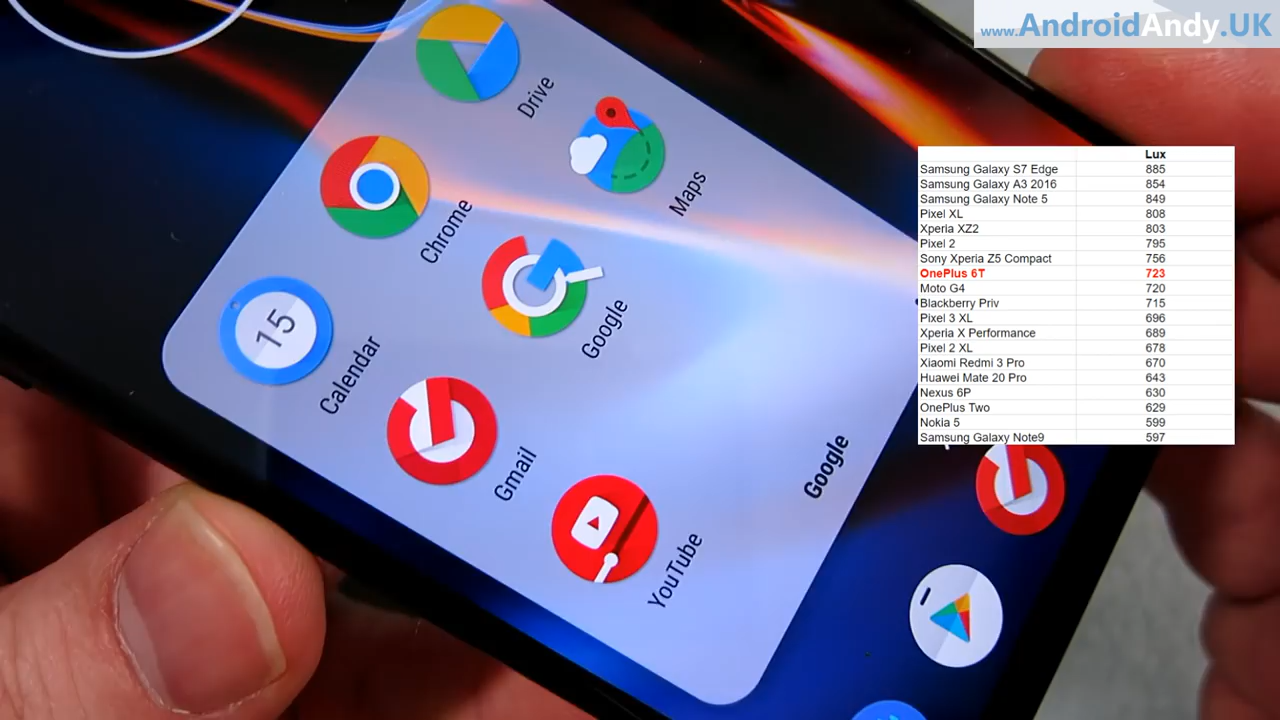 www.AndroidAndy.UK
Lux
Samsung Galaxy S7 Edge 885
Samsung Galaxy A3 2016 854
Samsung Galaxy Note 5 849
Pixel XL 808
Xperia XZ2 803
Pixel 2 795
Sony Xperia Z5 Compact 756
OnePlus 6T 723
Moto G4 720
Blackberry Priv 715
Pixel 3 XL 696
Xperia X Performance 689
Pixel 2 XL 678
Xiaomi Redmi 3 Pro 670
Huawei Mate 20 Pro 643
Nexus 6P 630
OnePlus Two 629
Nokia 5 599
Samsung Galaxy Note9 597
Drive
Maps
Chrome
Google
15
Calendar
Gmail
YouTube
Google